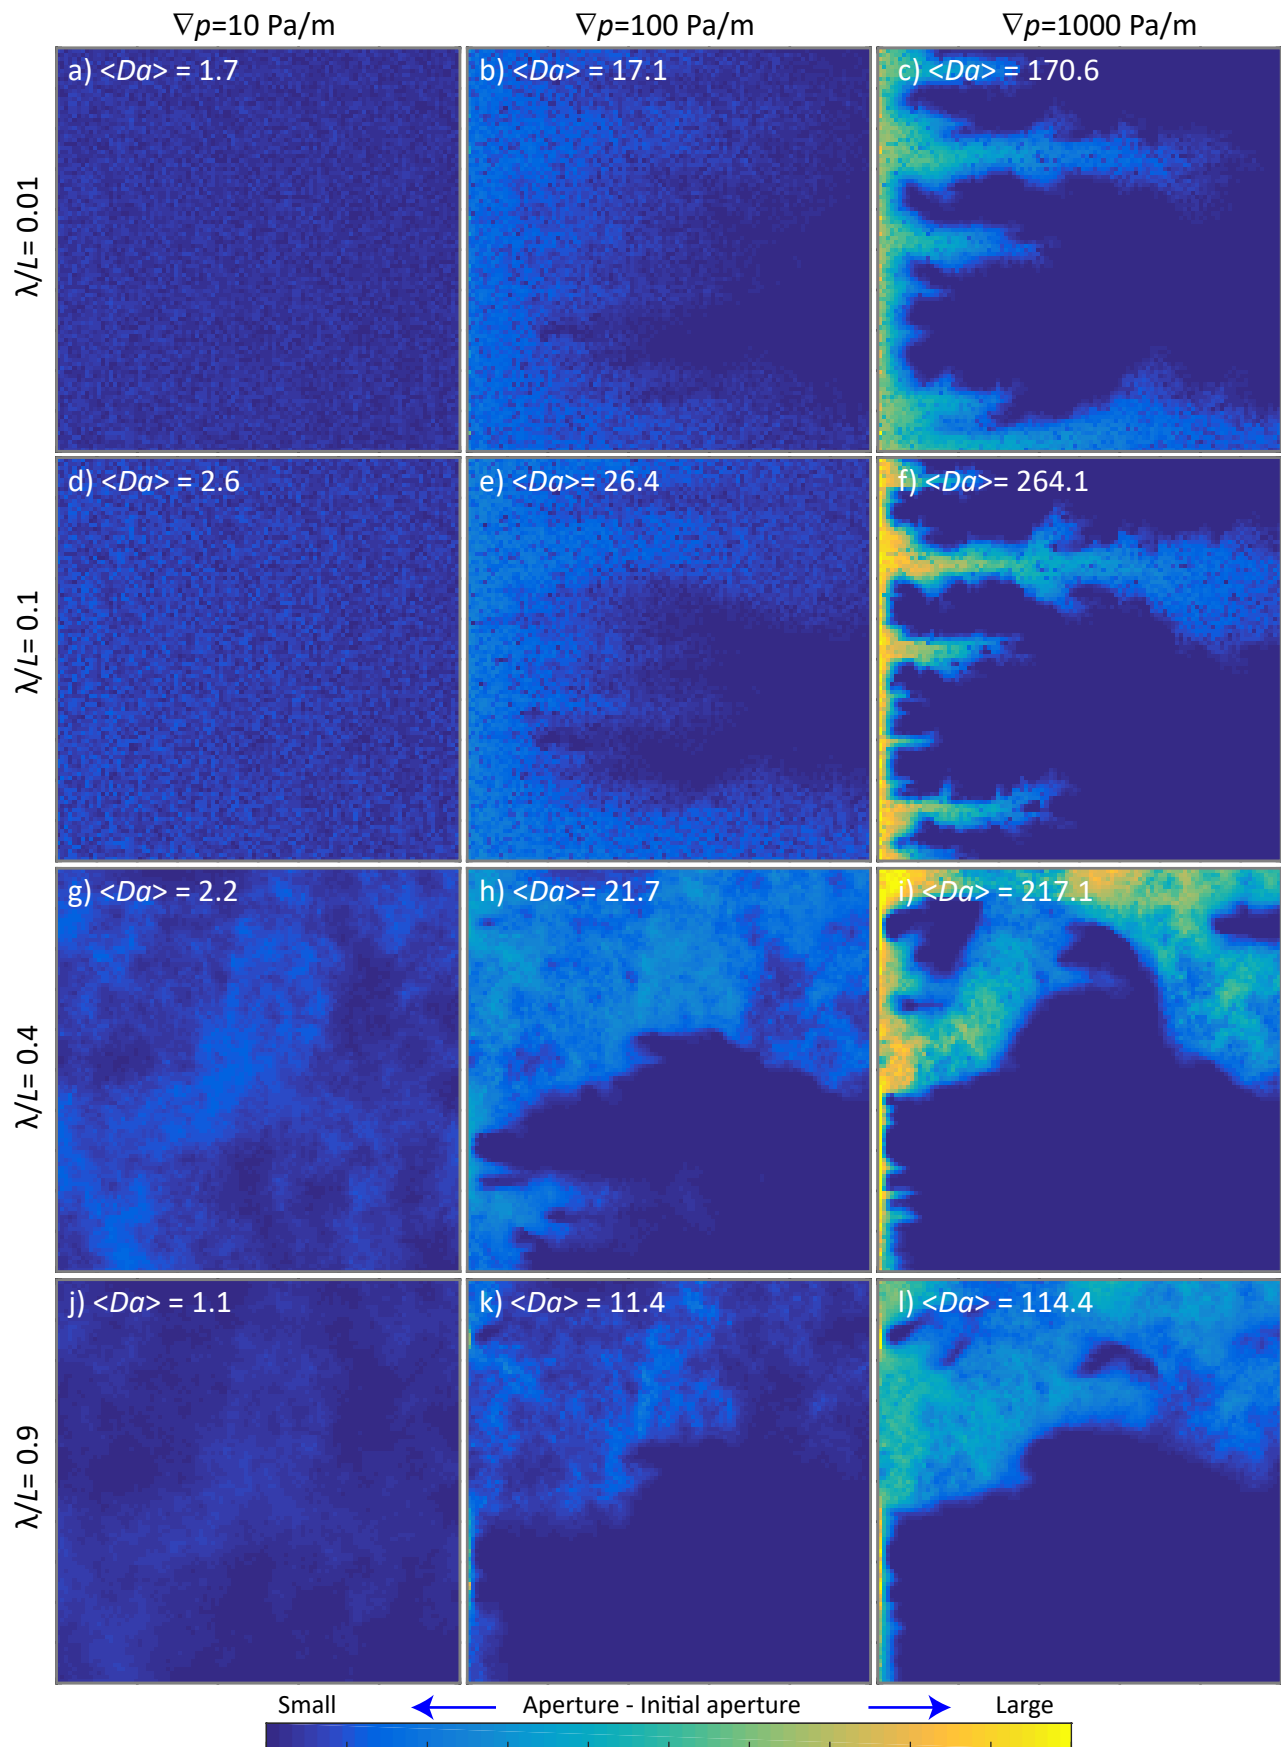 ∇p=10 Pa/m ∇p=100 Pa/m ∇p=1000 Pa/m
λ/L= 0.01
a) <Da> = 1.7 b) <Da> = 17.1 c) <Da> = 170.6
λ/L= 0.1
d) <Da> = 2.6 e) <Da>= 26.4 f) <Da>= 264.1
λ/L= 0.4
g) <Da> = 2.2 h) <Da>= 21.7 i) <Da>= 217.1
λ/L= 0.9
j) <Da> = 1.1 k) <Da> = 11.4 l) <Da> = 114.4
Small Aperture - Initial aperture Large